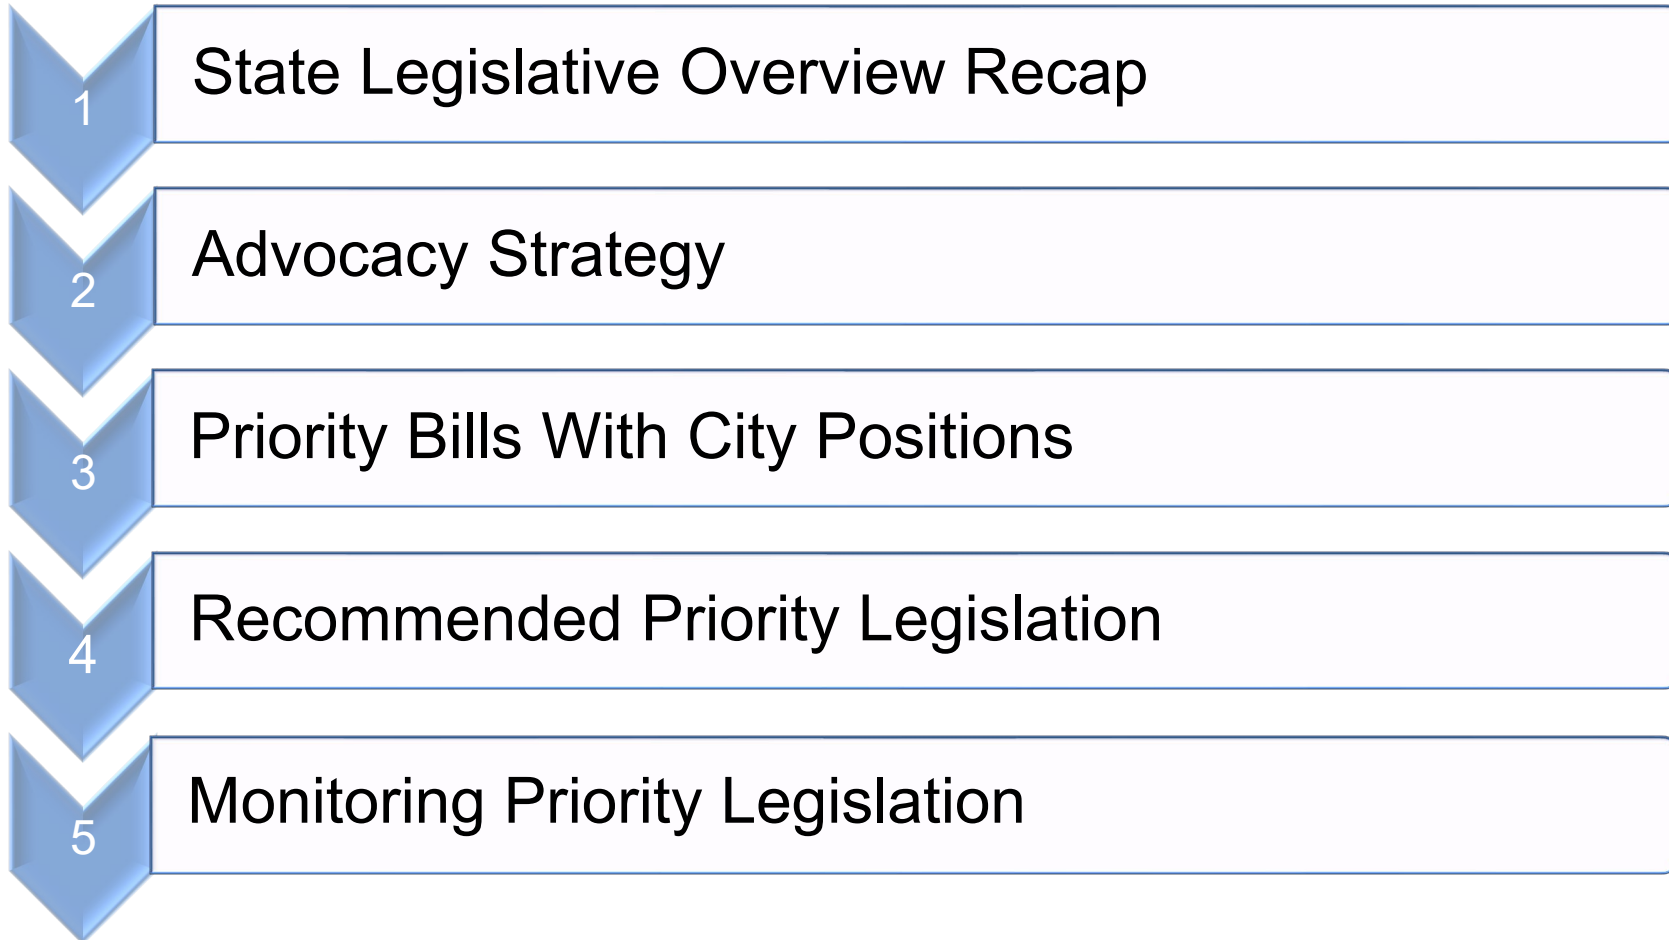 1
State Legislative Overview Recap
2
Advocacy Strategy
3
Priority Bills With City Positions
4
Recommended Priority Legislation
5
Monitoring Priority Legislation